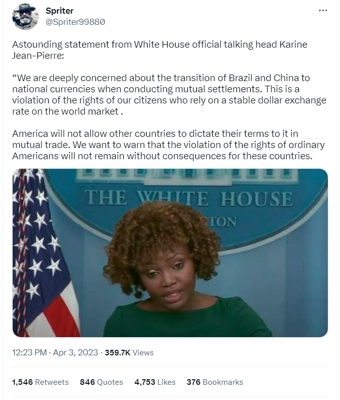 Spriter
@Spriter99880
Astounding statement from White House official talking head Karine
Jean-Pierre:
"We are deeply concerned about the transition of Brazil and China to
national currencies when conducting mutual settlements. This is a
violation of the rights of our citizens who rely on a stable dollar exchange
rate on the world market .
America will not allow other countries to dictate their terms to it in
mutual trade. We want to warn that the violation of the rights of ordinary
Americans will not remain without consequences for these countries.
THE WHITE HOUSE
TON
12:23 PM · Apr 3, 2023 · 359.7K Views
1,546 Retweets 846 Quotes 4,753 Likes 376 Bookmarks